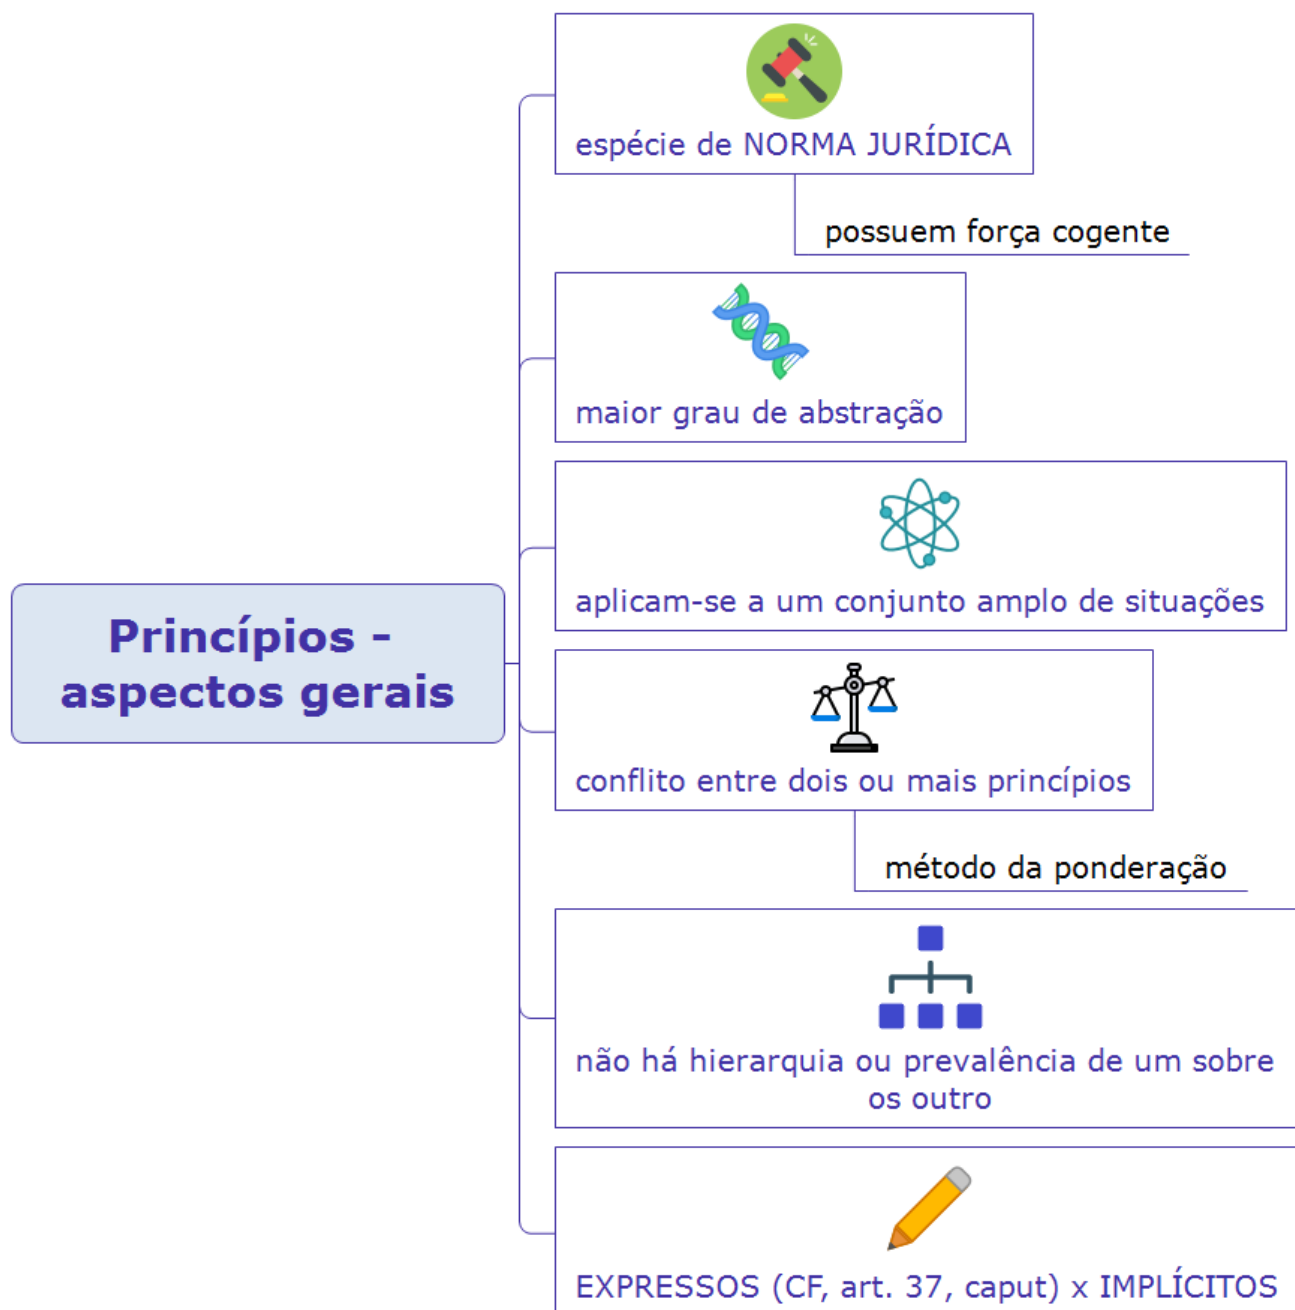 espécie de NORMA JURÍDICA
possuem força cogente
maior grau de abstração
aplicam-se a um conjunto amplo de situações
Princípios -
aspectos gerais
conflito entre dois ou mais princípios
método da ponderação
não há hierarquia ou prevalência de um sobre
os outro
EXPRESSOS (CF, art. 37, caput) x IMPLÍCITOS